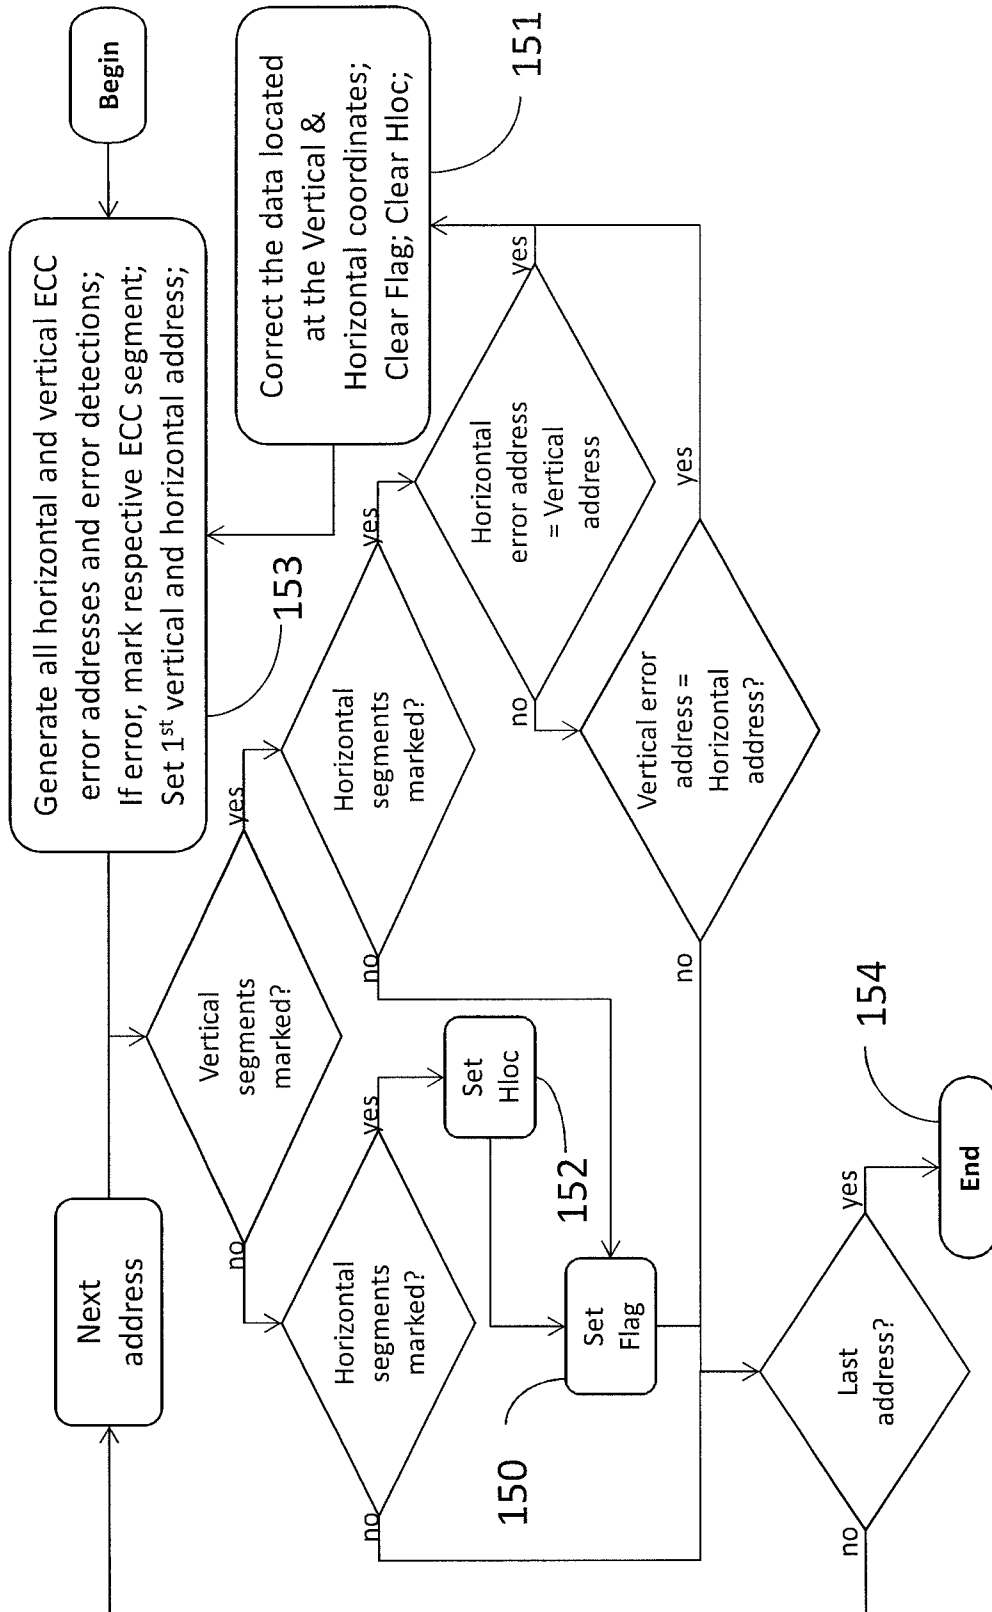 Begin
Generate all horizontal and vertical ECC
error addresses and error detections;
If error, mark respective ECC segment;
Set 1st vertical and horizontal address;
153
Next
address
Vertical
segments
marked?
yes
no
Horizontal
segments
marked?
yes
no
Horizontal
segments
marked?
yes
no
Set
Hloc
152
Set
Flag
150
Correct the data located
at the Vertical &
Horizontal coordinates;
Clear Flag; Clear Hloc;
151
Horizontal
error address
= Vertical
address
yes
no
Vertical error
address =
Horizontal
address?
yes
no
Last
address?
yes
no
End
154